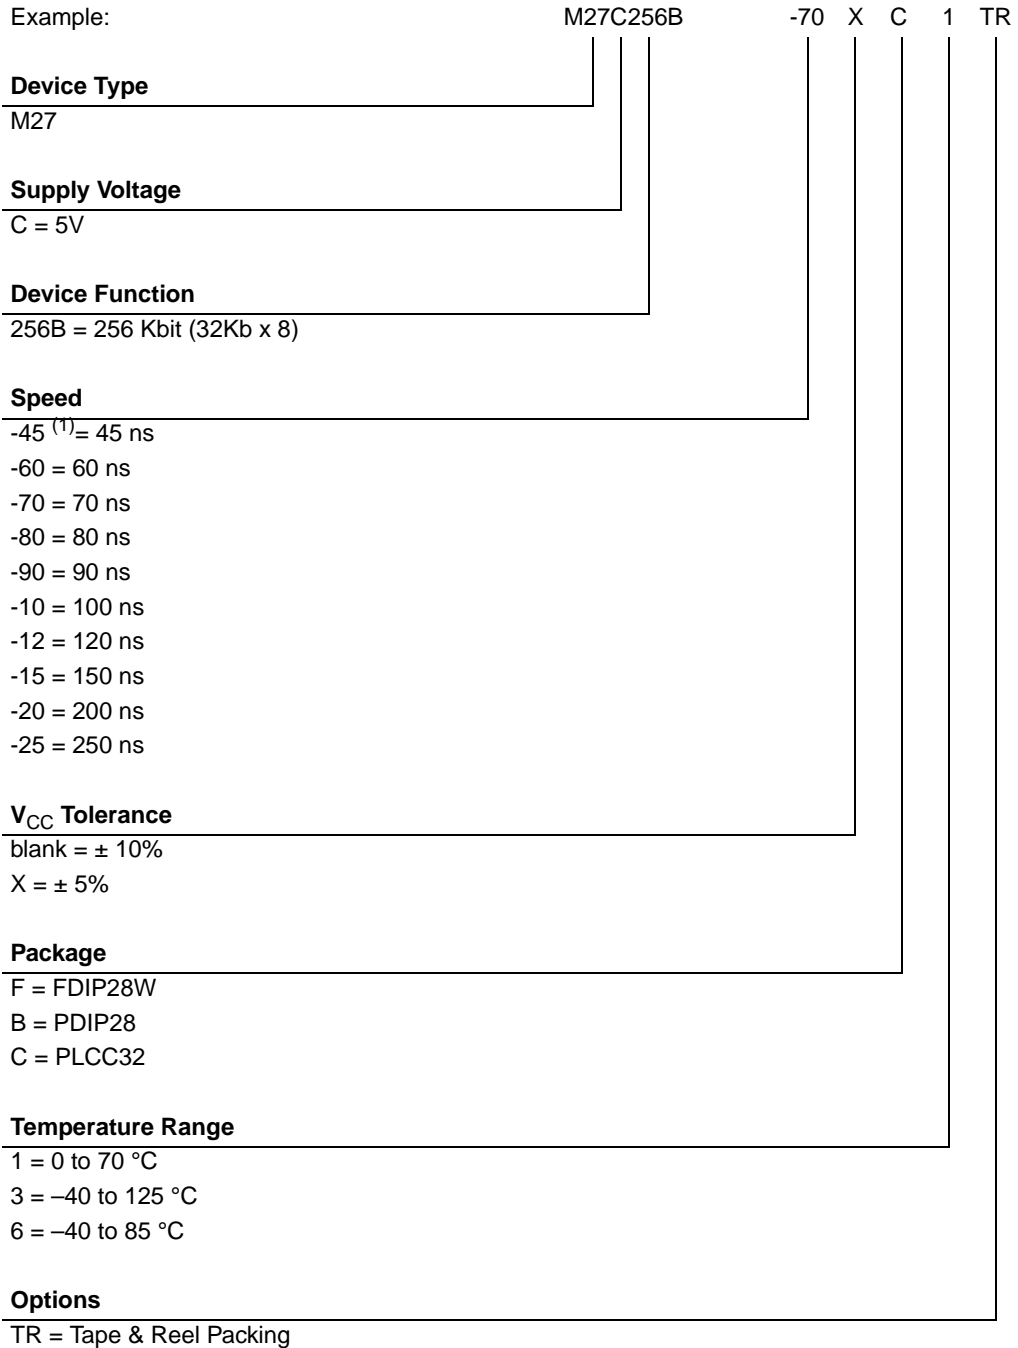 Example: M27C256B -70 X C 1 TR
Device Type
M27
Supply Voltage
C = 5V
Device Function
256B = 256 Kbit (32Kb x 8)
Speed
-45 (1)= 45 ns
-60 = 60 ns
-70 = 70 ns
-80 = 80 ns
-90 = 90 ns
-10 = 100 ns
-12 = 120 ns
-15 = 150 ns
-20 = 200 ns
-25 = 250 ns
VCC Tolerance
blank = ± 10%
X = ± 5%
Package
F = FDIP28W
B = PDIP28
C = PLCC32
Temperature Range
1 = 0 to 70 °C
3 = –40 to 125 °C
6 = –40 to 85 °C
Options
TR = Tape & Reel Packing